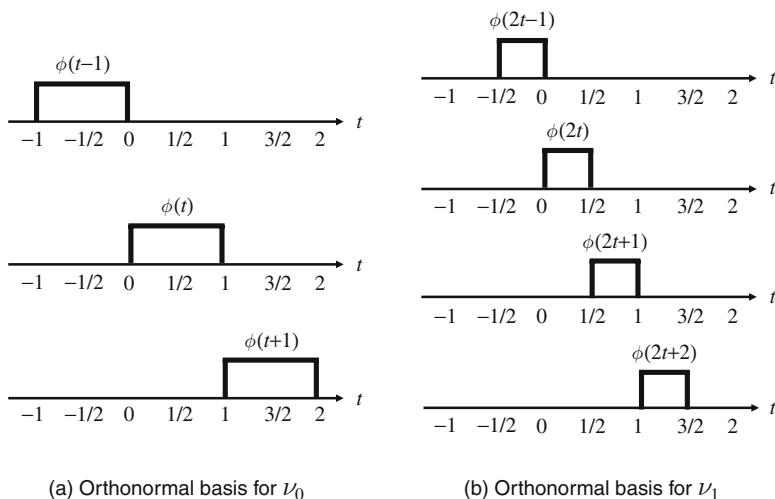 ϕ(t−1)
−1 −1/2 0 1/2 1 3/2 2 t
ϕ(t)
−1 −1/2 0 1/2 1 3/2 2 t
ϕ(t+1)
−1 −1/2 0 1/2 1 3/2 2 t
(a) Orthonormal basis for ν0
ϕ(2t−1)
−1 −1/2 0 1/2 1 3/2 2 t
ϕ(2t)
−1 −1/2 0 1/2 1 3/2 2 t
ϕ(2t+1)
−1 −1/2 0 1/2 1 3/2 2 t
ϕ(2t+2)
−1 −1/2 0 1/2 1 3/2 2 t
(b) Orthonormal basis for ν1